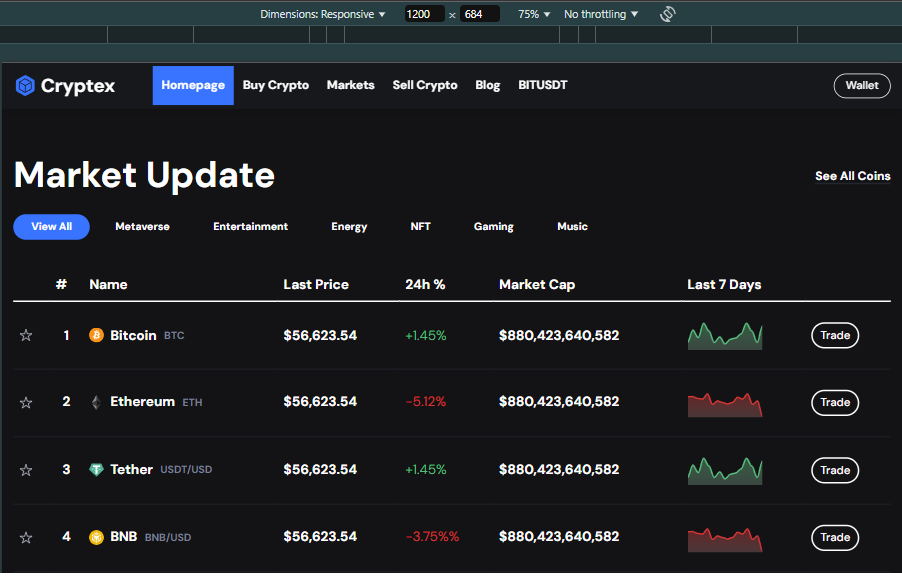 Dimensions: Responsive 1200 x 684 75% No throttling
Cryptex Homepage Buy Crypto Markets Sell Crypto Blog BITUSDT Wallet
Market Update See All Coins
View All Metaverse Entertainment Energy NFT Gaming Music
# Name Last Price 24h % Market Cap Last 7 Days
1 Bitcoin BTC $56,623.54 +1.45% $880,423,640,582 Trade
2 Ethereum ETH $56,623.54 -5.12% $880,423,640,582 Trade
3 Tether USDT/USD $56,623.54 +1.45% $880,423,640,582 Trade
4 BNB BNB/USD $56,623.54 -3.75%% $880,423,640,582 Trade